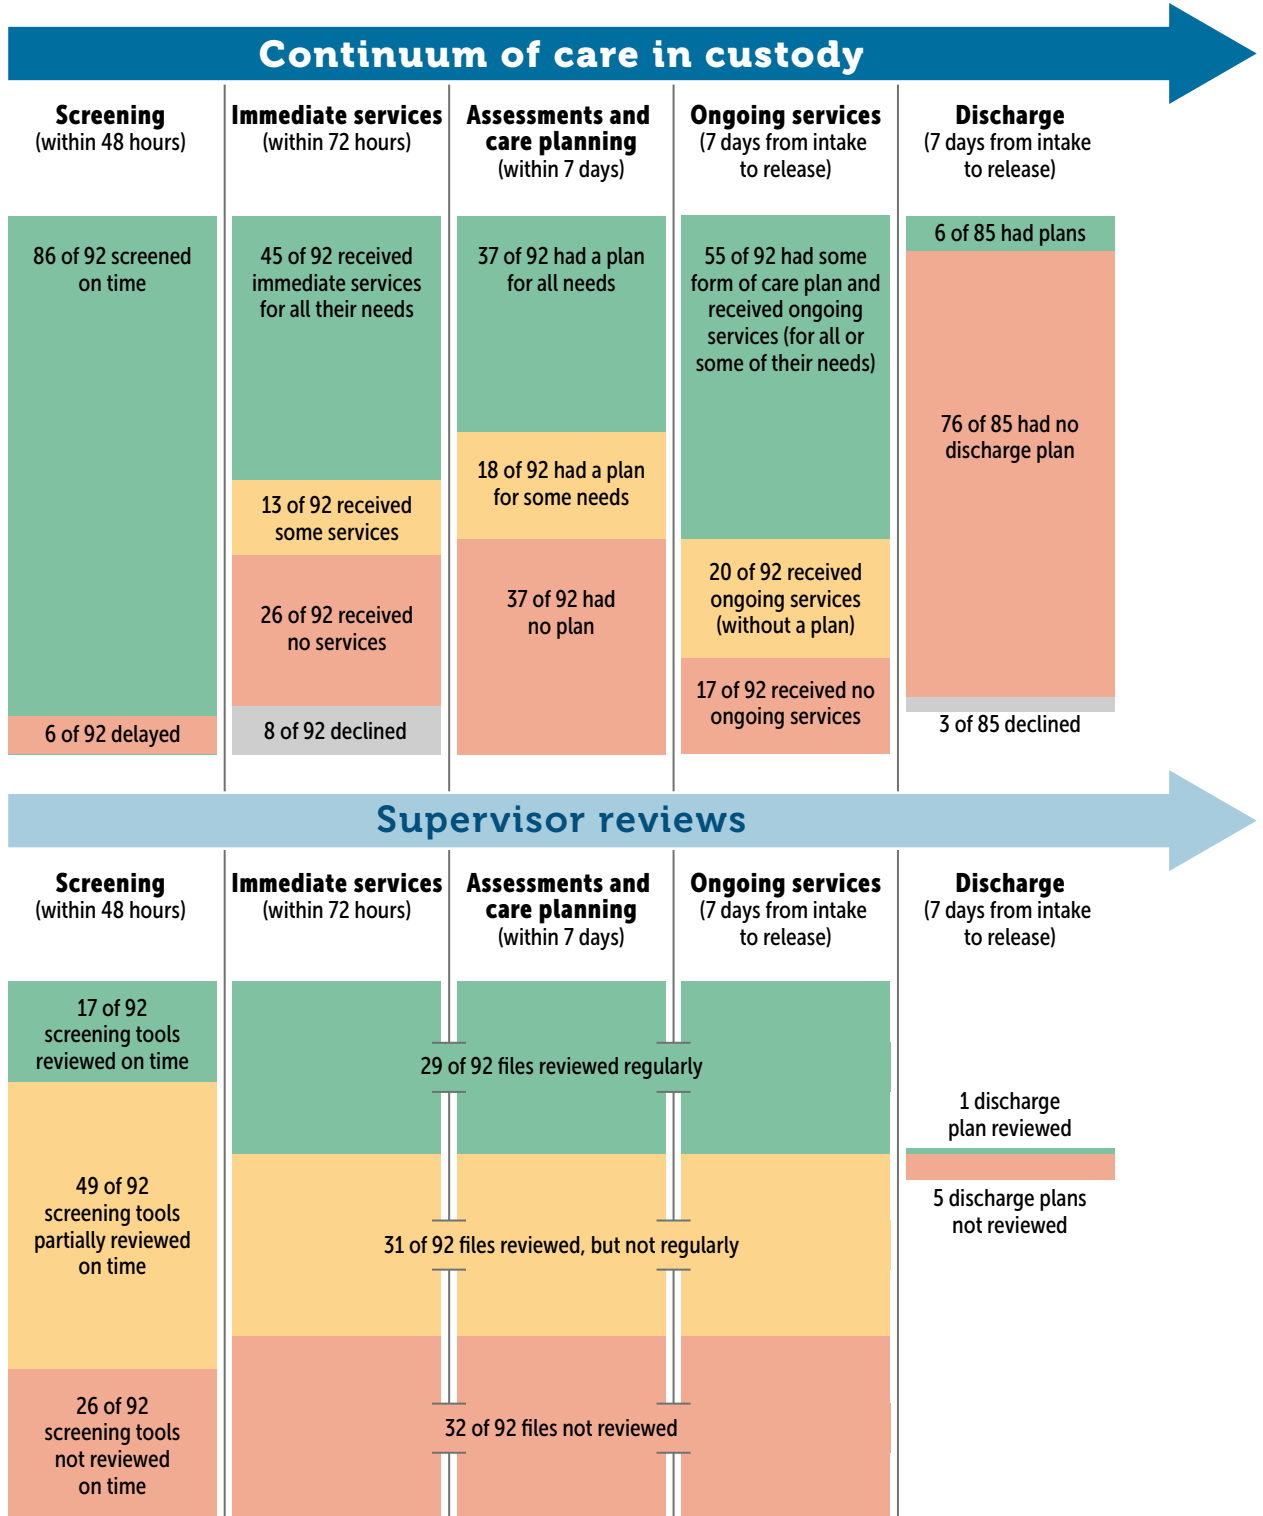 Continuum of care in custody
Screening
(within 48 hours)
Immediate services
(within 72 hours)
Assessments and
care planning
(within 7 days)
Ongoing services
(7 days from intake
to release)
Discharge
(7 days from intake
to release)
86 of 92 screened
on time
6 of 92 delayed
45 of 92 received
immediate services
for all their needs
13 of 92 received
some services
26 of 92 received
no services
8 of 92 declined
37 of 92 had a plan
for all needs
18 of 92 had a plan
for some needs
37 of 92 had
no plan
55 of 92 had some
form of care plan and
received ongoing
services (for all or
some of their needs)
20 of 92 received
ongoing services
(without a plan)
17 of 92 received no
ongoing services
6 of 85 had plans
76 of 85 had no
discharge plan
3 of 85 declined
Supervisor reviews
Screening
(within 48 hours)
Immediate services
(within 72 hours)
Assessments and
care planning
(within 7 days)
Ongoing services
(7 days from intake
to release)
Discharge
(7 days from intake
to release)
17 of 92
screening tools
reviewed on time
49 of 92
screening tools
partially reviewed
on time
26 of 92
screening tools
not reviewed
on time
29 of 92 files reviewed regularly
31 of 92 files reviewed, but not regularly
32 of 92 files not reviewed
1 discharge
plan reviewed
5 discharge plans
not reviewed